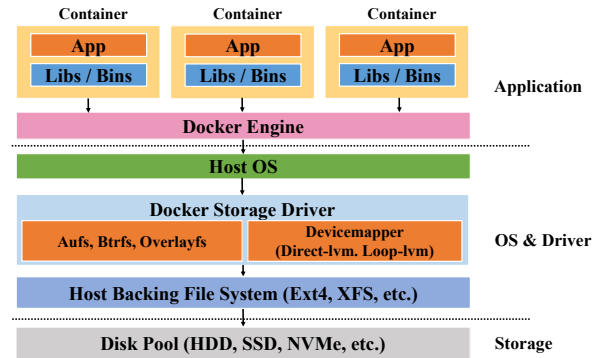 Container Container Container
App App App
Libs / Bins Libs / Bins Libs / Bins
Application
Docker Engine
Host OS
Docker Storage Driver
Aufs, Btrfs, Overlayfs
Devicemapper
(Direct-lvm. Loop-lvm)
OS & Driver
Host Backing File System (Ext4, XFS, etc.)
Disk Pool (HDD, SSD, NVMe, etc.)
Storage